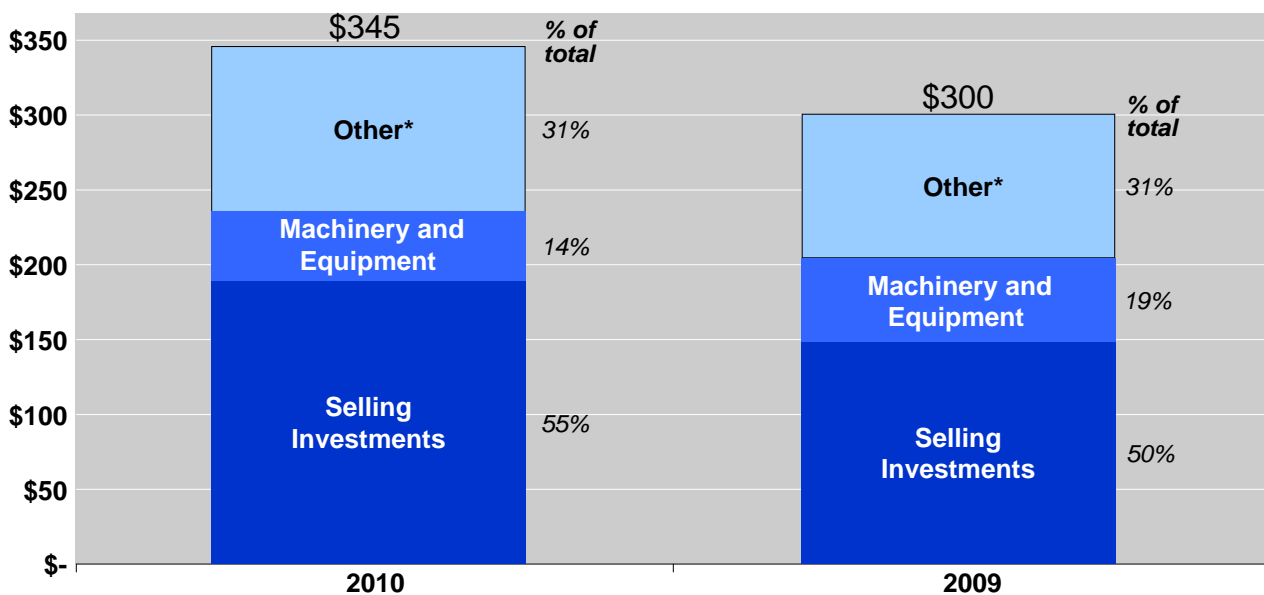 $350
$300
$250
$200
$150
$100
$50
$-
$345
% of
total
Other*
31%
Machinery and
Equipment
14%
Selling
Investments
55%
2010
$300
% of
total
Other*
31%
Machinery and
Equipment
19%
Selling
Investments
50%
2009